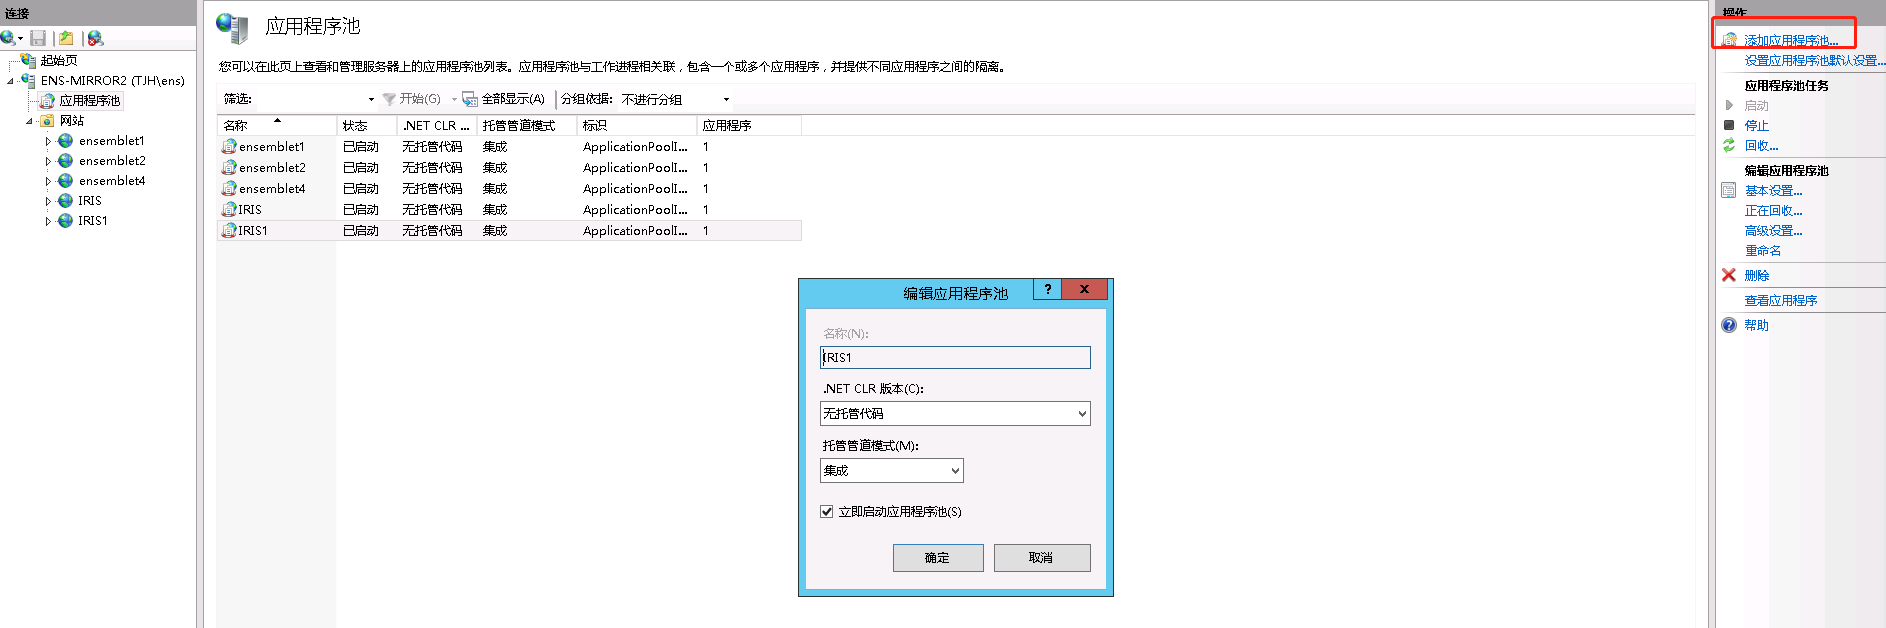 连接
起始页
ENS-MIRROR2 (TJH\ens)
应用程序池
网站
ensemblet1
ensemblet2
ensemblet4
IRIS
IRIS1
应用程序池
您可以在此页上查看和管理服务器上的应用程序池列表。应用程序池与工作进程相关联，包含一个或多个应用程序，并提供不同应用程序之间的隔离。
筛选: 开始(G) 全部显示(A) 分组依据: 不进行分组
名称 状态 .NET CLR ... 托管管道模式 标识 应用程序
ensemblet1 已启动 无托管代码 集成 ApplicationPoolI... 1
ensemblet2 已启动 无托管代码 集成 ApplicationPoolI... 1
ensemblet4 已启动 无托管代码 集成 ApplicationPoolI... 1
IRIS 已启动 无托管代码 集成 ApplicationPoolI... 1
IRIS1 已启动 无托管代码 集成 ApplicationPoolI... 1
编辑应用程序池 ? x
名称(N):
IRIS1
.NET CLR 版本(C):
无托管代码
托管管道模式(M):
集成
立即启动应用程序池(S)
确定 取消
操作
添加应用程序池...
设置应用程序池默认设置...
应用程序池任务
启动
停止
回收...
编辑应用程序池
基本设置...
正在回收...
高级设置...
重命名
删除
查看应用程序
帮助